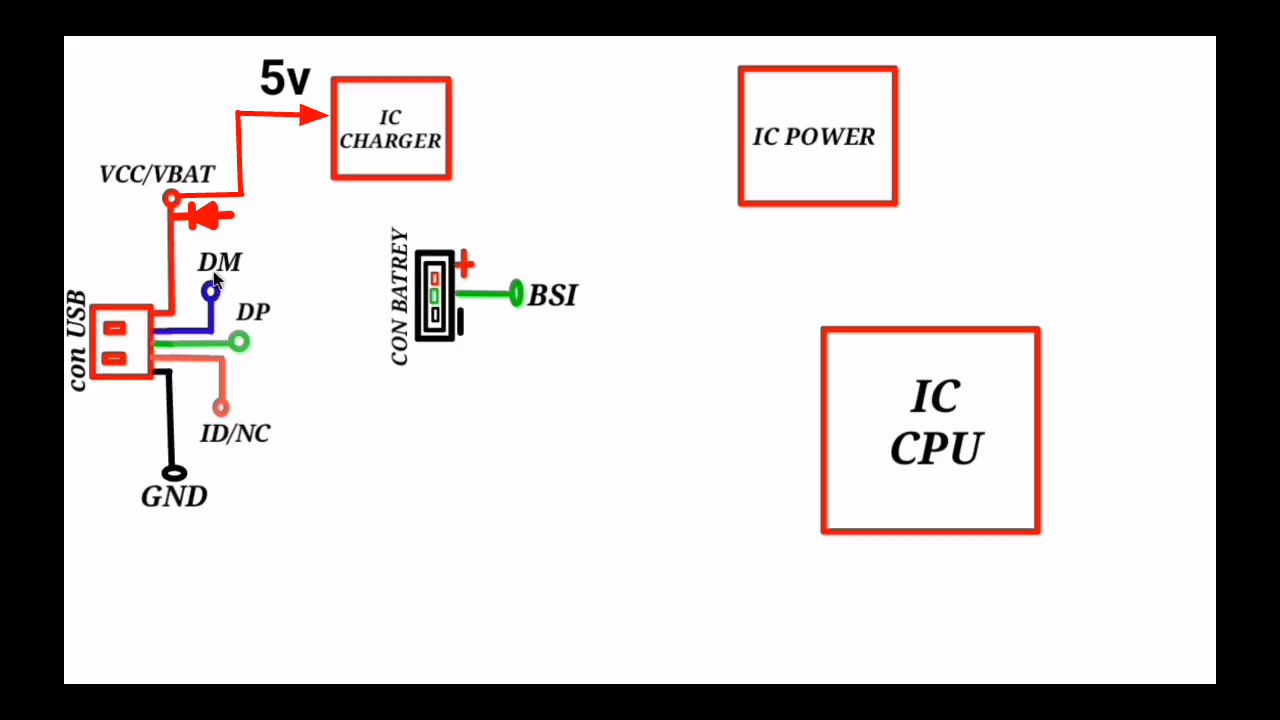 5v
IC
CHARGER
IC POWER
VCC/VBAT
CON BATREY
+
DM
BSI
con USB
DP
IC
CPU
ID/NC
GND